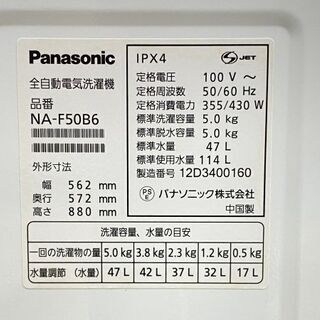 Panasonic
全自動電気洗濯機
品番
NA-F50B6
外形寸法
幅 562 mm
奥行 572 mm
高さ 880 mm
IPX4
S JET
定格電圧 100 V ～
定格周波数 50/60 Hz
定格消費電力 355/430 W
標準洗濯容量 5.0 kg
標準脱水容量 5.0 kg
標準水量 47 L
標準使用水量 114 L
製造番号 12D3400160
PS E パナソニック株式会社
中国製
洗濯容量、水量の目安
一回の洗濯物の量 5.0 kg 3.8 kg 2.3 kg 1.2 kg 0.5 kg
水量調節（水量） 47L 42L 37L 32L 17L